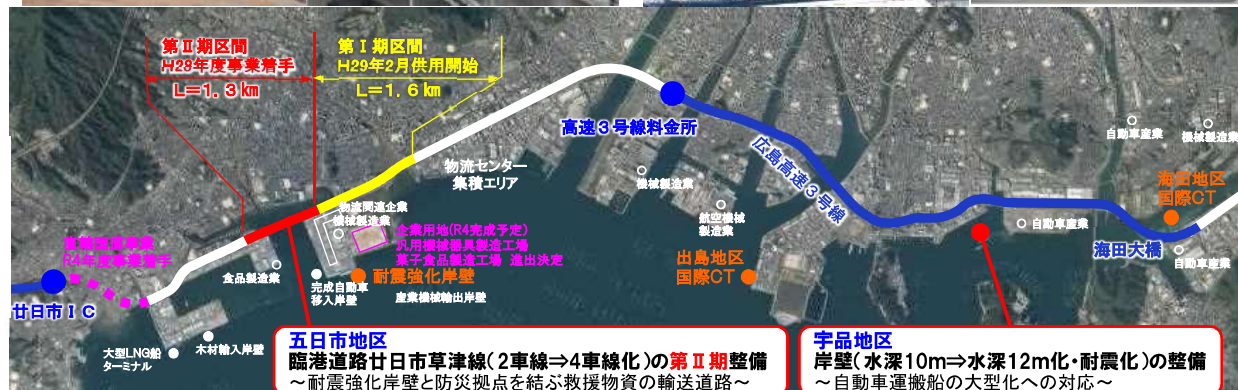 第Ⅱ期区間
H29年度事業着手
L=1.3㎞
第Ⅰ期区間
H29年2月供用開始
L=1.6㎞
高速3号線料金所
広島高速3号線
物流センター
集積エリア
機械製造業
航空機械
製造業
自動車産業
機械製造業
海田地区
国際CT
自動車産業
海田大橋
自動車産業
出島地区
国際CT
物流関連企業
機械製造業
企業用地(R4完成予定)
汎用機械器具製造工場
菓子食品製造工場 進出決定
耐震強化岸壁
産業機械輸出岸壁
完成自動車
移入岸壁
食品製造業
直轄国道事業
R4年度事業着手
廿日市IC
大型LNG船
ターミナル
木材輸入岸壁
五日市地区
臨港道路廿日市草津線(2車線⇒4車線化)の第Ⅱ期整備
～耐震強化岸壁と防災拠点を結ぶ救援物資の輸送道路～
宇品地区
岸壁(水深10m⇒水深12m化・耐震化)の整備
～自動車運搬船の大型化への対応～